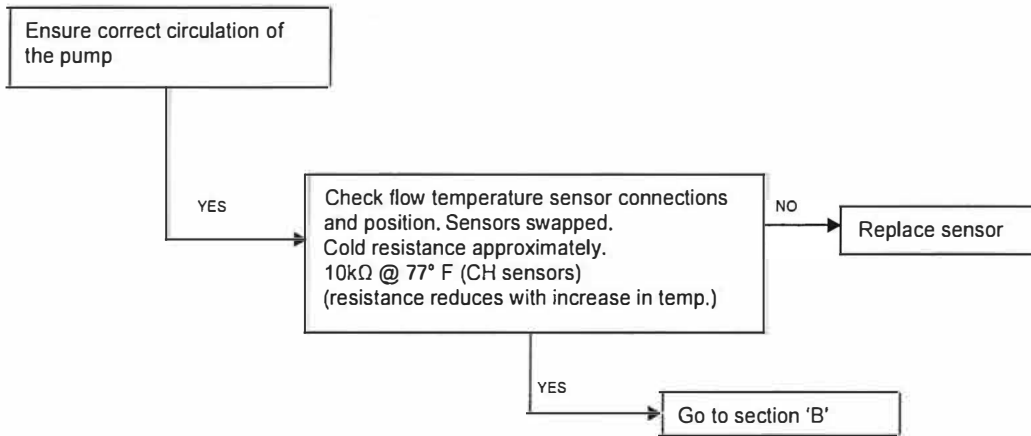 Ensure correct circulation of
the pump
YES
Check flow temperature sensor connections
and position. Sensors swapped.
Cold resistance approximately.
10kΩ @ 77° F (CH sensors)
(resistance reduces with increase in temp.)
NO
Replace sensor
YES
Go to section 'B'